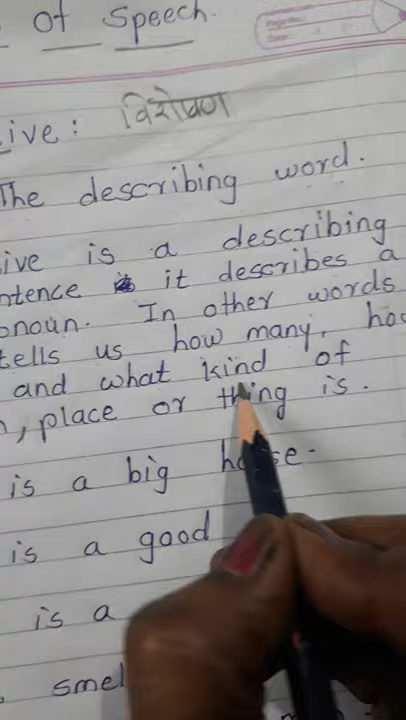 of Speech.
ive: विशेषण
The describing word.
ive is a describing
ntence it describes a
onoun. In other words
tells us how many, ho
and what kind of
n, place or thing is.
is a big
is a good
is a
smel